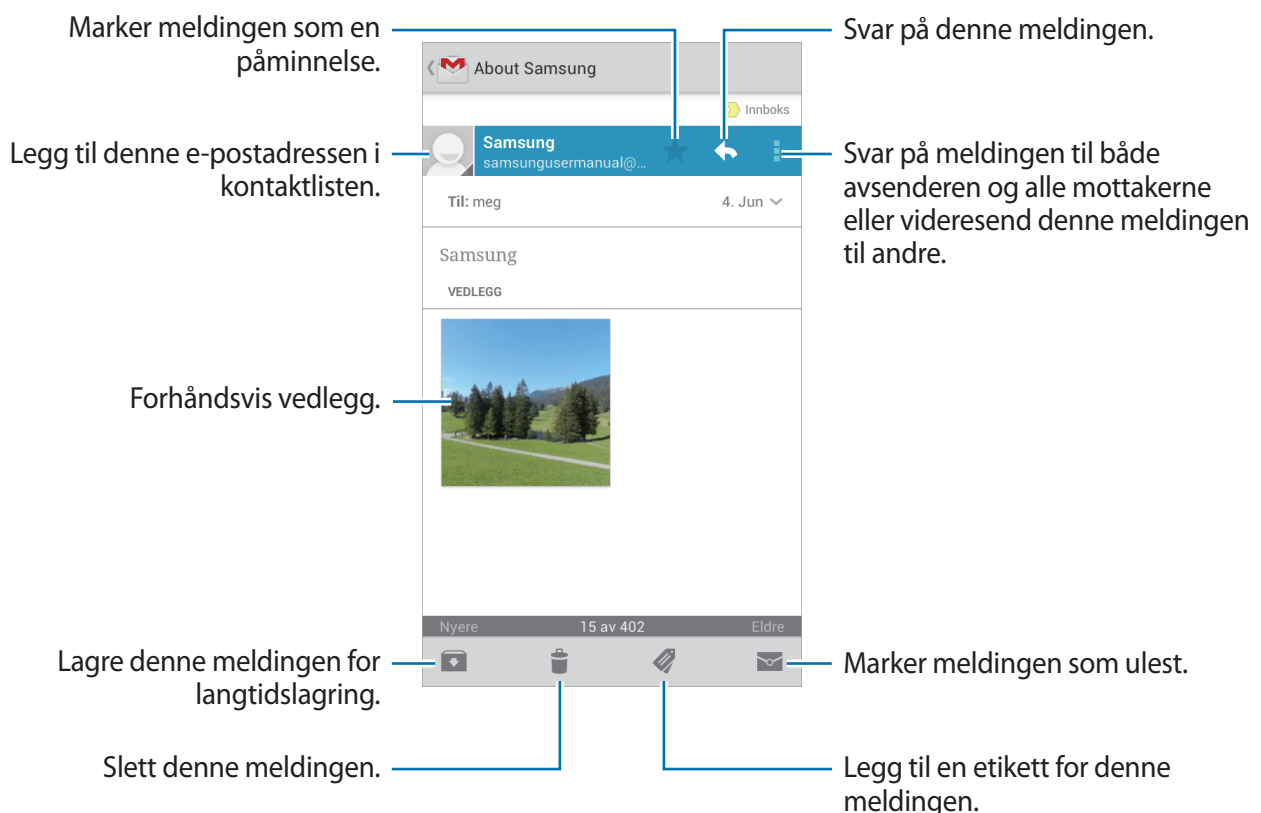 Marker meldingen som en
påminnelse.
Svar på denne meldingen.
About Samsung
Innboks
Legg til denne e-postadressen i
kontaktlisten.
Samsung
samsungusermanual@...
Svar på meldingen til både
avsenderen og alle mottakerne
eller videresend denne meldingen
til andre.
Til: meg
4. Jun
Samsung
VEDLEGG
Forhåndsvis vedlegg.
Nyere
15 av 402
Eldre
Lagre denne meldingen for
langtidslagring.
Marker meldingen som ulest.
Slett denne meldingen.
Legg til en etikett for denne
meldingen.